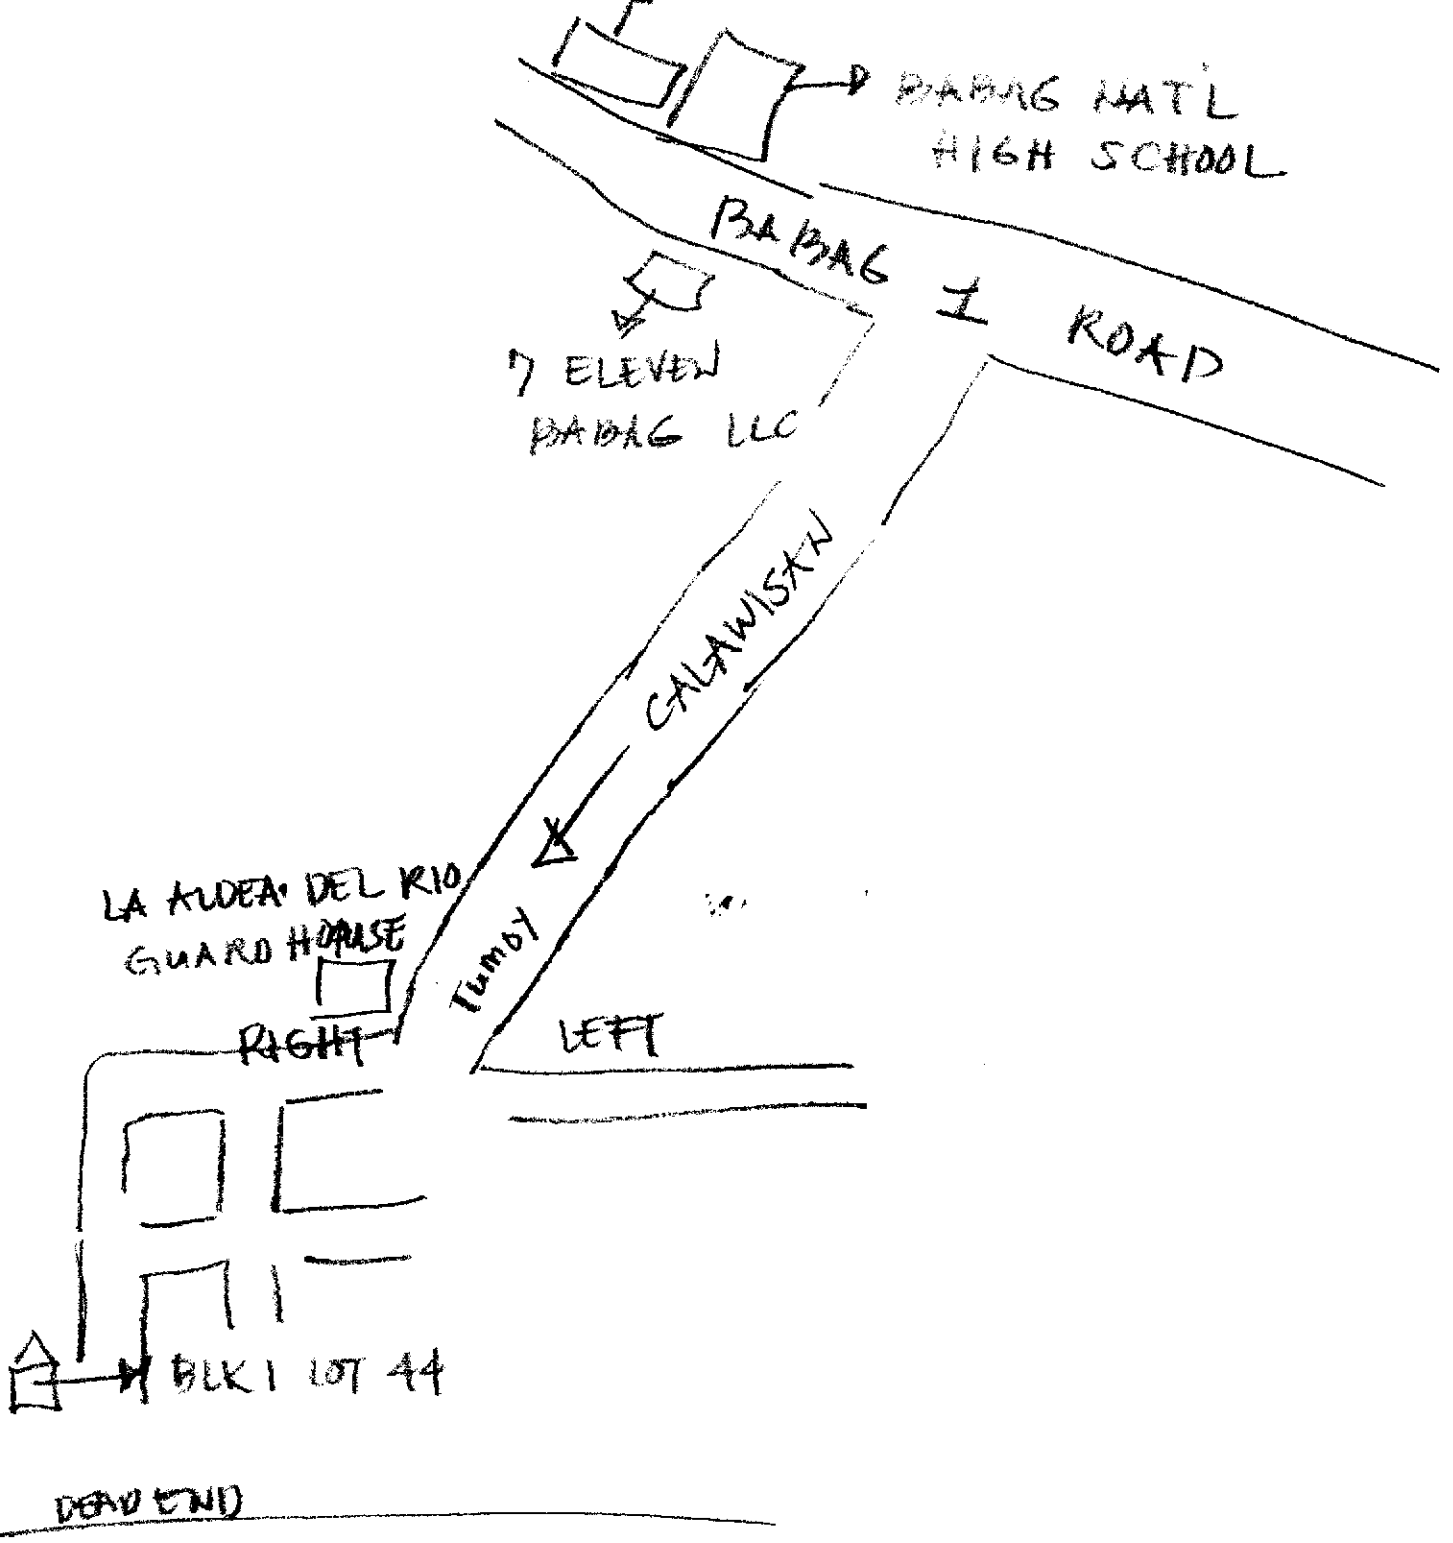 BABAG NAT'L
HIGH SCHOOL
BABAG 1 ROAD
7 ELEVEN
BABAG LLC
CALAWISAN
LA ALDEA DEL RIO
GUARD HOUSE
TUMOY
RIGHT
LEFT
BLK 1 LOT 44
DEAD END